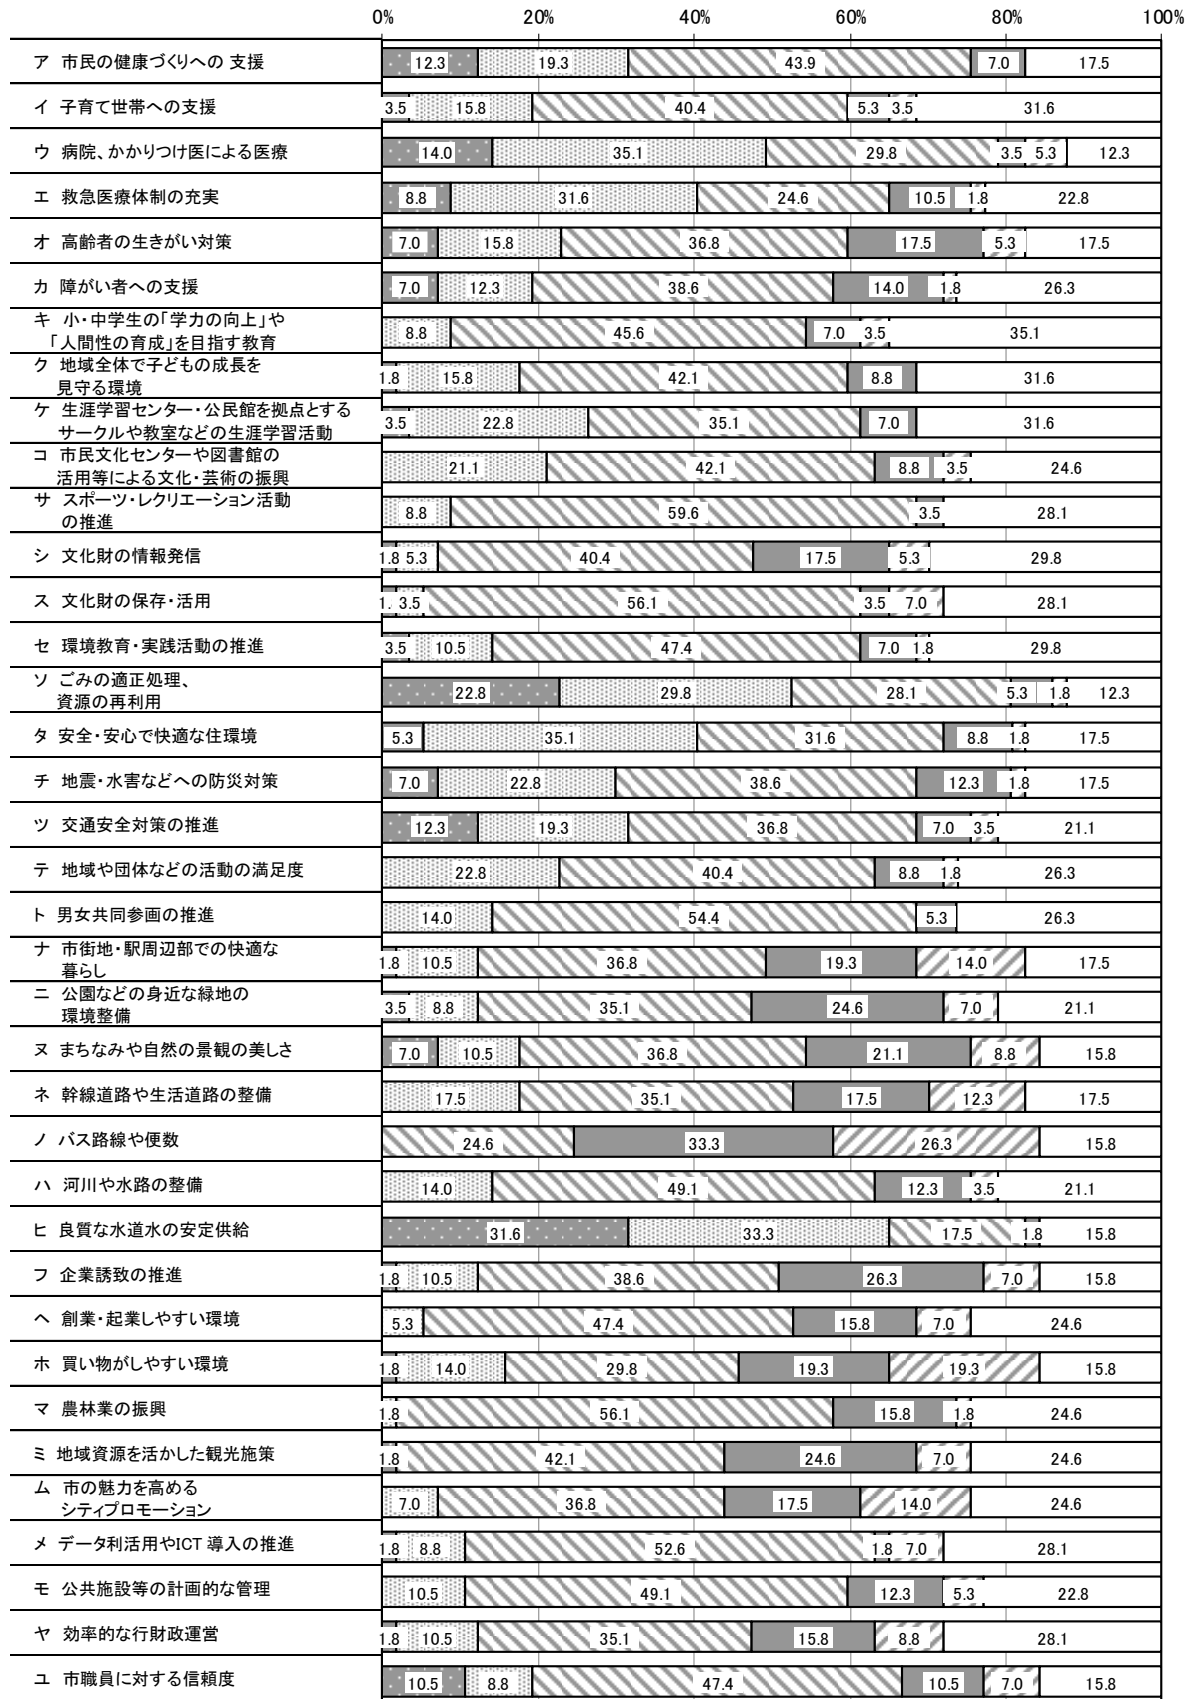 0% 20% 40% 60% 80% 100%
ア 市民の健康づくりへの 支援 12.3 19.3 43.9 7.0 17.5
イ 子育て世帯への支援 3.5 15.8 40.4 5.3 3.5 31.6
ウ 病院、かかりつけ医による医療 14.0 35.1 29.8 3.5 5.3 12.3
エ 救急医療体制の充実 8.8 31.6 24.6 10.5 1.8 22.8
オ 高齢者の生きがい対策 7.0 15.8 36.8 17.5 5.3 17.5
カ 障がい者への支援 7.0 12.3 38.6 14.0 1.8 26.3
キ 小・中学生の「学力の向上」や
「人間性の育成」を目指す教育 8.8 45.6 7.0 3.5 35.1
ク 地域全体で子どもの成長を
見守る環境 1.8 15.8 42.1 8.8 31.6
ケ 生涯学習センター・公民館を拠点とする
サークルや教室などの生涯学習活動 3.5 22.8 35.1 7.0 31.6
コ 市民文化センターや図書館の
活用等による文化・芸術の振興 21.1 42.1 8.8 3.5 24.6
サ スポーツ・レクリエーション活動
の推進 8.8 59.6 3.5 28.1
シ 文化財の情報発信 1.8 5.3 40.4 17.5 5.3 29.8
ス 文化財の保存・活用 1. 3.5 56.1 3.5 7.0 28.1
セ 環境教育・実践活動の推進 3.5 10.5 47.4 7.0 1.8 29.8
ソ ごみの適正処理、
資源の再利用 22.8 29.8 28.1 5.3 1.8 12.3
タ 安全・安心で快適な住環境 5.3 35.1 31.6 8.8 1.8 17.5
チ 地震・水害などへの防災対策 7.0 22.8 38.6 12.3 1.8 17.5
ツ 交通安全対策の推進 12.3 19.3 36.8 7.0 3.5 21.1
テ 地域や団体などの活動の満足度 22.8 40.4 8.8 1.8 26.3
ト 男女共同参画の推進 14.0 54.4 5.3 26.3
ナ 市街地・駅周辺部での快適な
暮らし 1.8 10.5 36.8 19.3 14.0 17.5
ニ 公園などの身近な緑地の
環境整備 3.5 8.8 35.1 24.6 7.0 21.1
ヌ まちなみや自然の景観の美しさ 7.0 10.5 36.8 21.1 8.8 15.8
ネ 幹線道路や生活道路の整備 17.5 35.1 17.5 12.3 17.5
ノ バス路線や便数 24.6 33.3 26.3 15.8
ハ 河川や水路の整備 14.0 49.1 12.3 3.5 21.1
ヒ 良質な水道水の安定供給 31.6 33.3 17.5 1.8 15.8
フ 企業誘致の推進 1.8 10.5 38.6 26.3 7.0 15.8
ヘ 創業・起業しやすい環境 5.3 47.4 15.8 7.0 24.6
ホ 買い物がしやすい環境 1.8 14.0 29.8 19.3 19.3 15.8
マ 農林業の振興 1.8 56.1 15.8 1.8 24.6
ミ 地域資源を活かした観光施策 1.8 42.1 24.6 7.0 24.6
ム 市の魅力を高める
シティプロモーション 7.0 36.8 17.5 14.0 24.6
メ データ利活用やICT 導入の推進 1.8 8.8 52.6 1.8 7.0 28.1
モ 公共施設等の計画的な管理 10.5 49.1 12.3 5.3 22.8
ヤ 効率的な行財政運営 1.8 10.5 35.1 15.8 8.8 28.1
ユ 市職員に対する信頼度 10.5 8.8 47.4 10.5 7.0 15.8